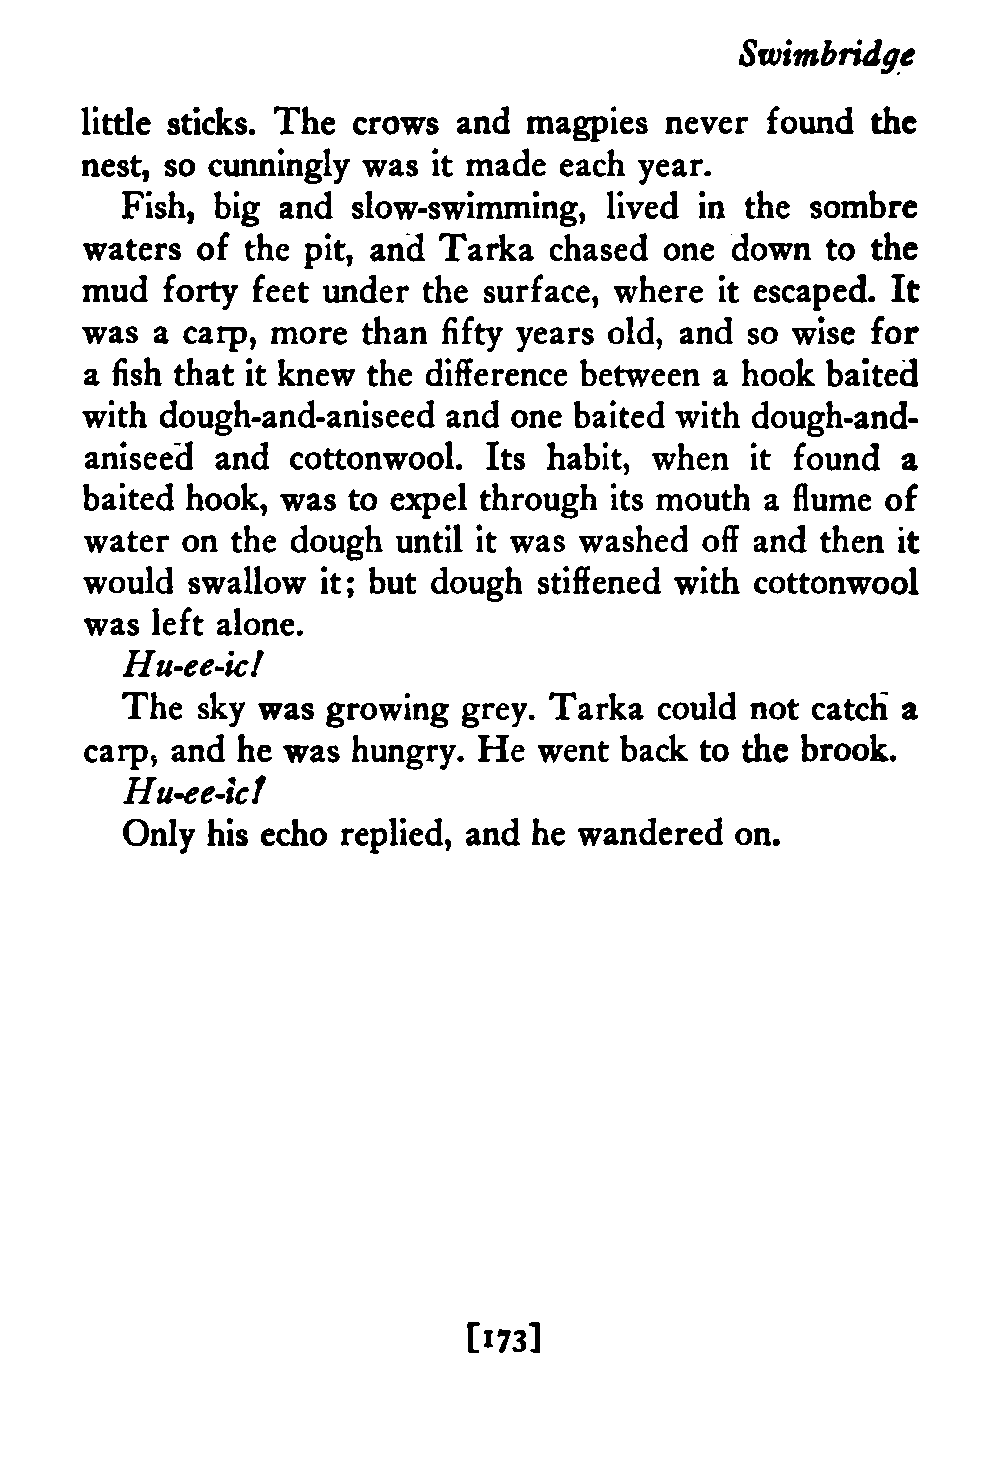 Swimbridge
little sticks. The crows and magpies never found the
nest, so cunningly was it made each year.
Fish, big and slow-swimming, lived in the sombre
waters of the pit, and Tarka chased one down to the
mud forty feet under the surface, where it escaped. It
was a carp, more than fifty years old, and so wise for
a fish that it knew the difference between a hook baited
with dough-and-aniseed and one baited with dough-and-
aniseed and cottonwool. Its habit, when it found a
baited hook, was to expel through its mouth a flume of
water on the dough until it was washed off and then it
would swallow it; but dough stiffened with cottonwool
was left alone.
Hu-ee-ic!
The sky was growing grey. Tarka could not catch a
carp, and he was hungry. He went back to the brook.
Hu-ee-ic!
Only his echo replied, and he wandered on.
[173]